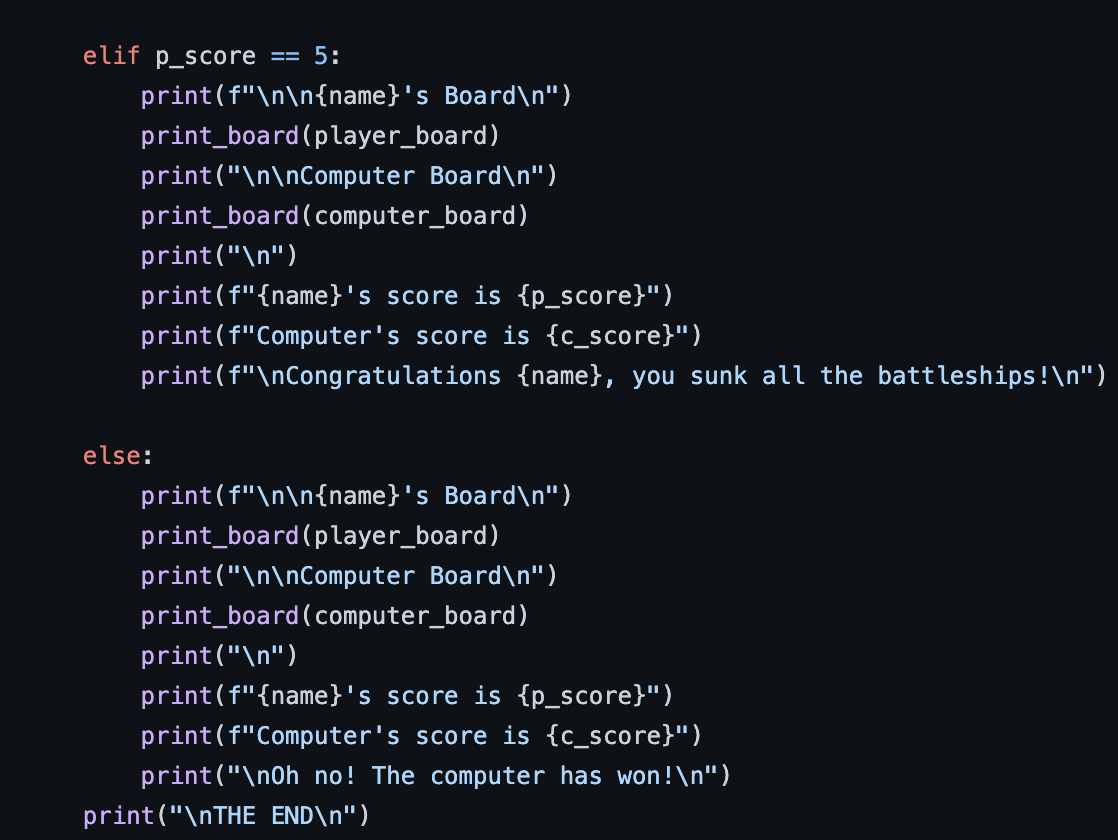 elif p_score == 5:
    print(f"\n\n{name}'s Board\n")
    print_board(player_board)
    print("\n\nComputer Board\n")
    print_board(computer_board)
    print("\n")
    print(f"{name}'s score is {p_score}")
    print(f"Computer's score is {c_score}")
    print(f"\nCongratulations {name}, you sunk all the battleships!\n")

else:
    print(f"\n\n{name}'s Board\n")
    print_board(player_board)
    print("\n\nComputer Board\n")
    print_board(computer_board)
    print("\n")
    print(f"{name}'s score is {p_score}")
    print(f"Computer's score is {c_score}")
    print("\nOh no! The computer has won!\n")
print("\nTHE END\n")